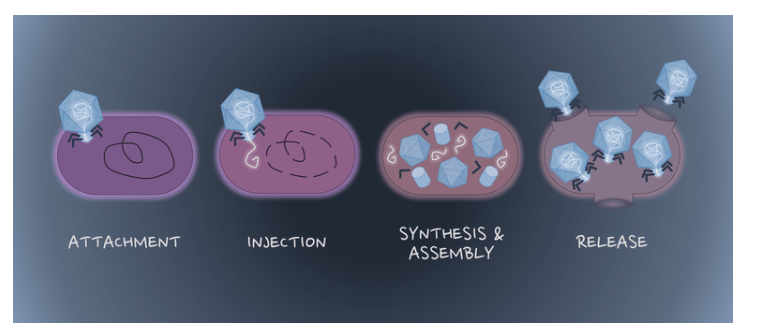 ATTACHMENT
INJECTION
SYNTHESIS &
ASSEMBLY
RELEASE